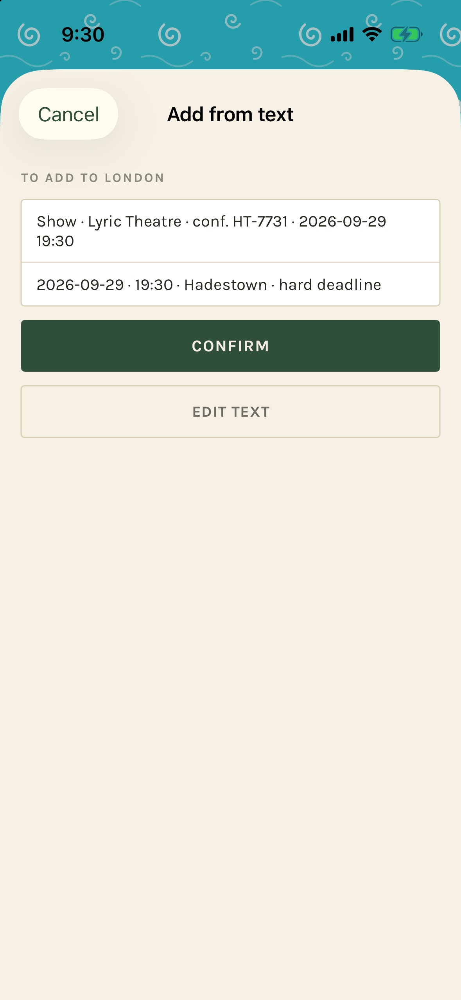 9:30
Cancel
Add from text
TO ADD TO LONDON
Show · Lyric Theatre · conf. HT-7731 · 2026-09-29
19:30
2026-09-29 · 19:30 · Hadestown · hard deadline
CONFIRM
EDIT TEXT